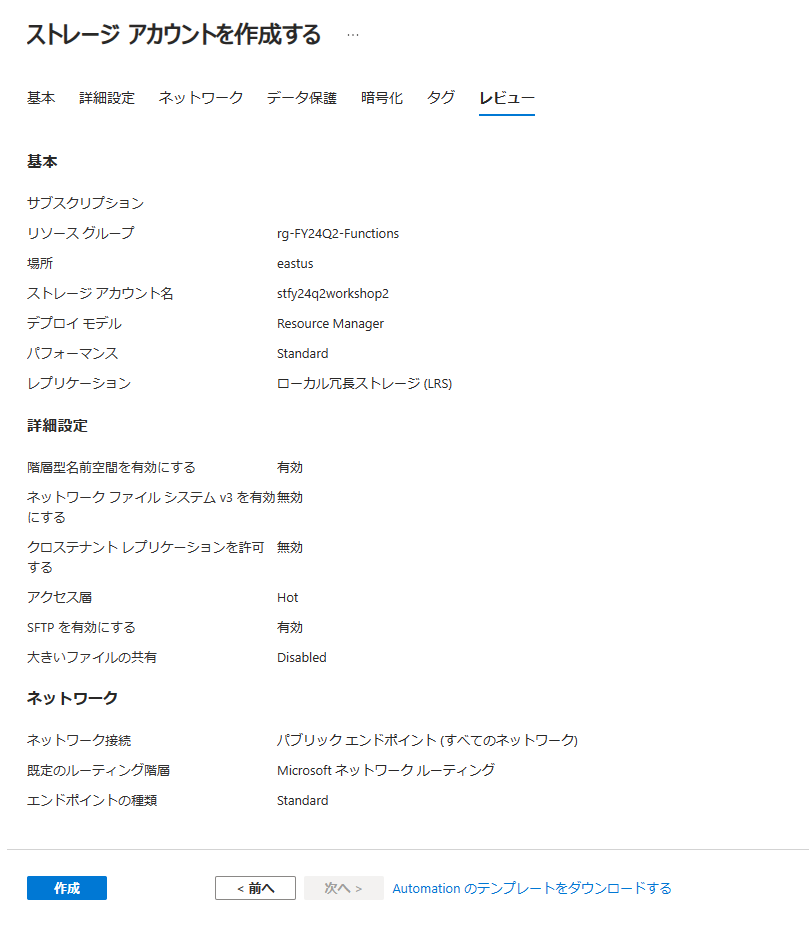 ストレージ アカウントを作成する ...
基本 詳細設定 ネットワーク データ保護 暗号化 タグ レビュー
基本
サブスクリプション
リソース グループ rg-FY24Q2-Functions
場所 eastus
ストレージ アカウント名 stfy24q2workshop2
デプロイ モデル Resource Manager
パフォーマンス Standard
レプリケーション ローカル冗長ストレージ (LRS)
詳細設定
階層型名前空間を有効にする 有効
ネットワーク ファイル システム v3 を有効 無効
にする
クロステナント レプリケーションを許可 無効
する
アクセス層 Hot
SFTP を有効にする 有効
大きいファイルの共有 Disabled
ネットワーク
ネットワーク接続 パブリック エンドポイント (すべてのネットワーク)
既定のルーティング階層 Microsoft ネットワーク ルーティング
エンドポイントの種類 Standard
作成 < 前へ 次へ > Automation のテンプレートをダウンロードする